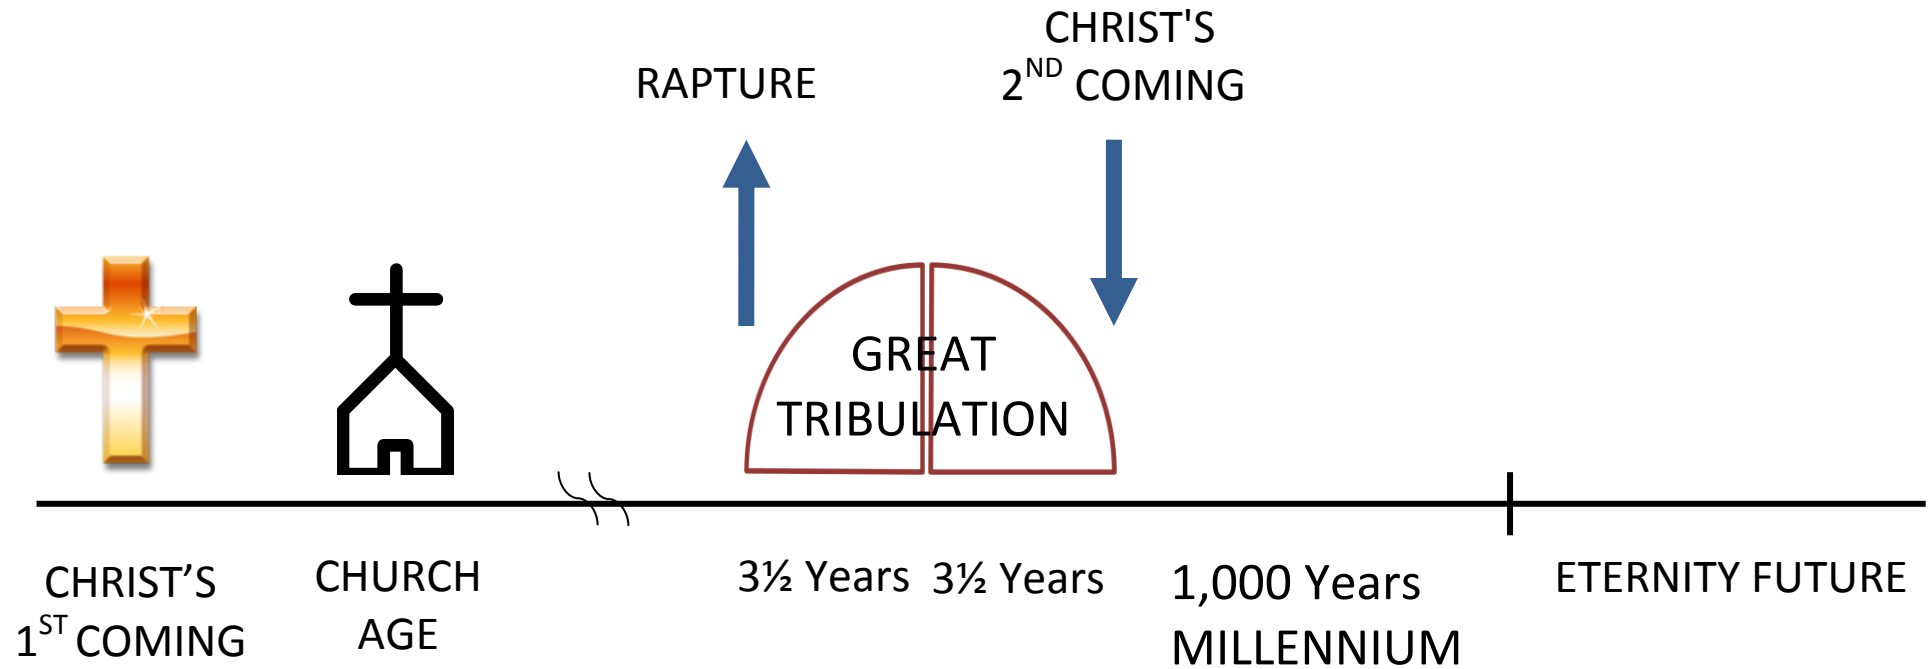 RAPTURE
CHRIST'S
2ND COMING
GREAT
TRIBULATION
CHRIST’S
1ST COMING
CHURCH
AGE
3½ Years
3½ Years
1,000 Years
MILLENNIUM
ETERNITY FUTURE